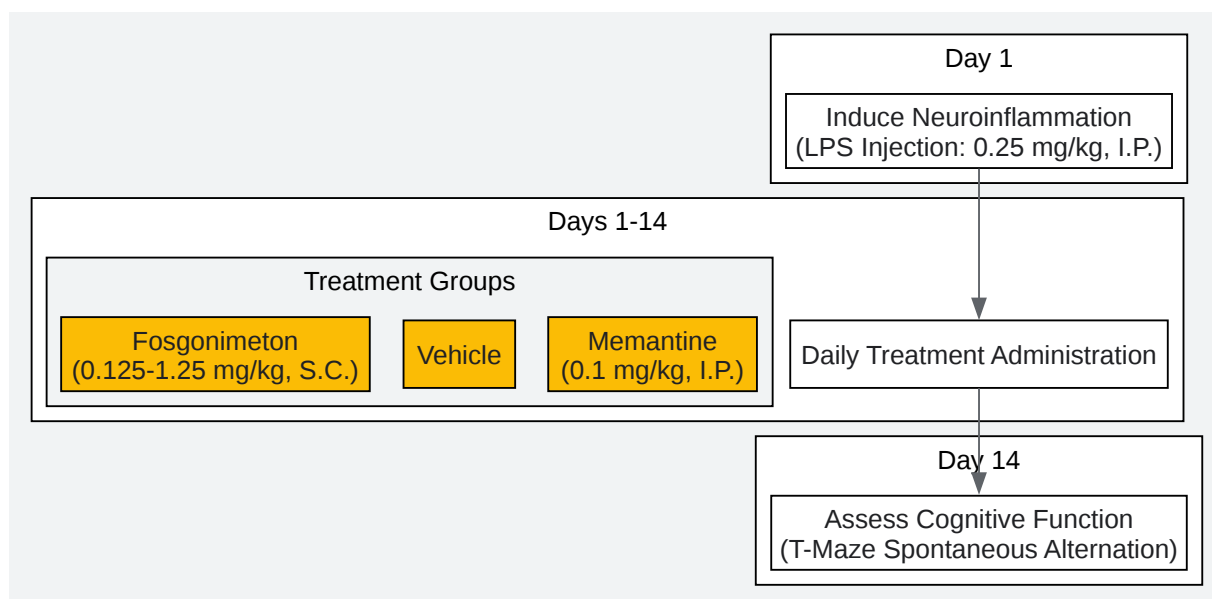 Day 1
Induce Neuroinflammation
(LPS Injection: 0.25 mg/kg, I.P.)
Days 1-14
Treatment Groups
Fosgonimeton
(0.125-1.25 mg/kg, S.C.)
Vehicle
Memantine
(0.1 mg/kg, I.P.)
Daily Treatment Administration
Day 14
Assess Cognitive Function
(T-Maze Spontaneous Alternation)